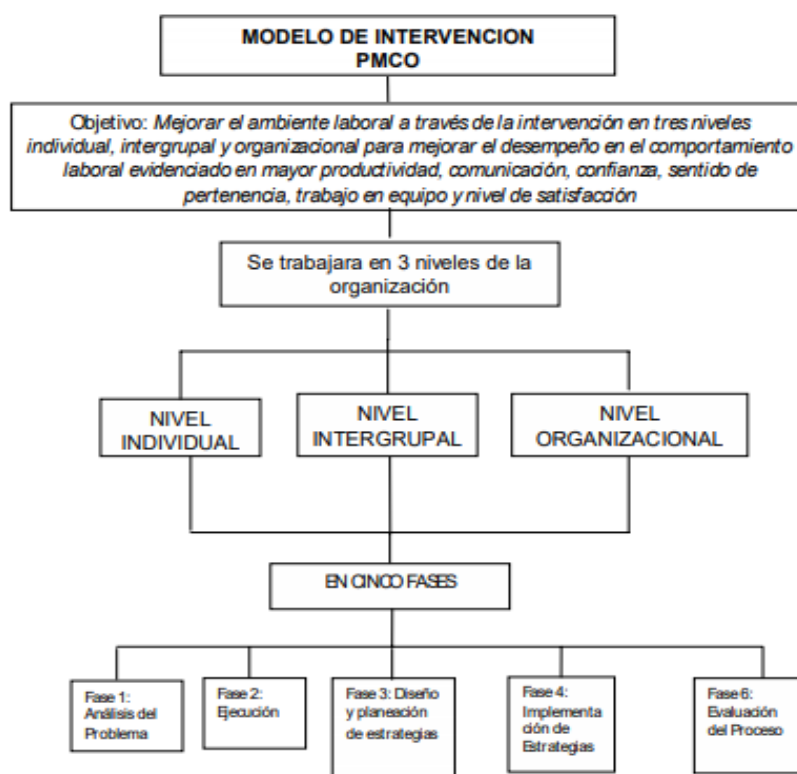 MODELO DE INTERVENCION
PMCO
Objetivo: Mejorar el ambiente laboral a través de la intervención en tres niveles
individual, intergrupal y organizacional para mejorar el desempeño en el comportamiento
laboral evidenciado en mayor productividad, comunicación, confianza, sentido de
pertenencia, trabajo en equipo y nivel de satisfacción
Se trabajara en 3 niveles de la
organización
NIVEL
INDIVIDUAL
NIVEL
INTERGRUPAL
NIVEL
ORGANIZACIONAL
EN CINCO FASES
Fase 1:
Análisis del
Problema
Fase 2:
Ejecución
Fase 3: Diseño
y planeación
de estrategias
Fase 4:
Implementa
ción de
Estrategias
Fase 6:
Evaluación
del Proceso